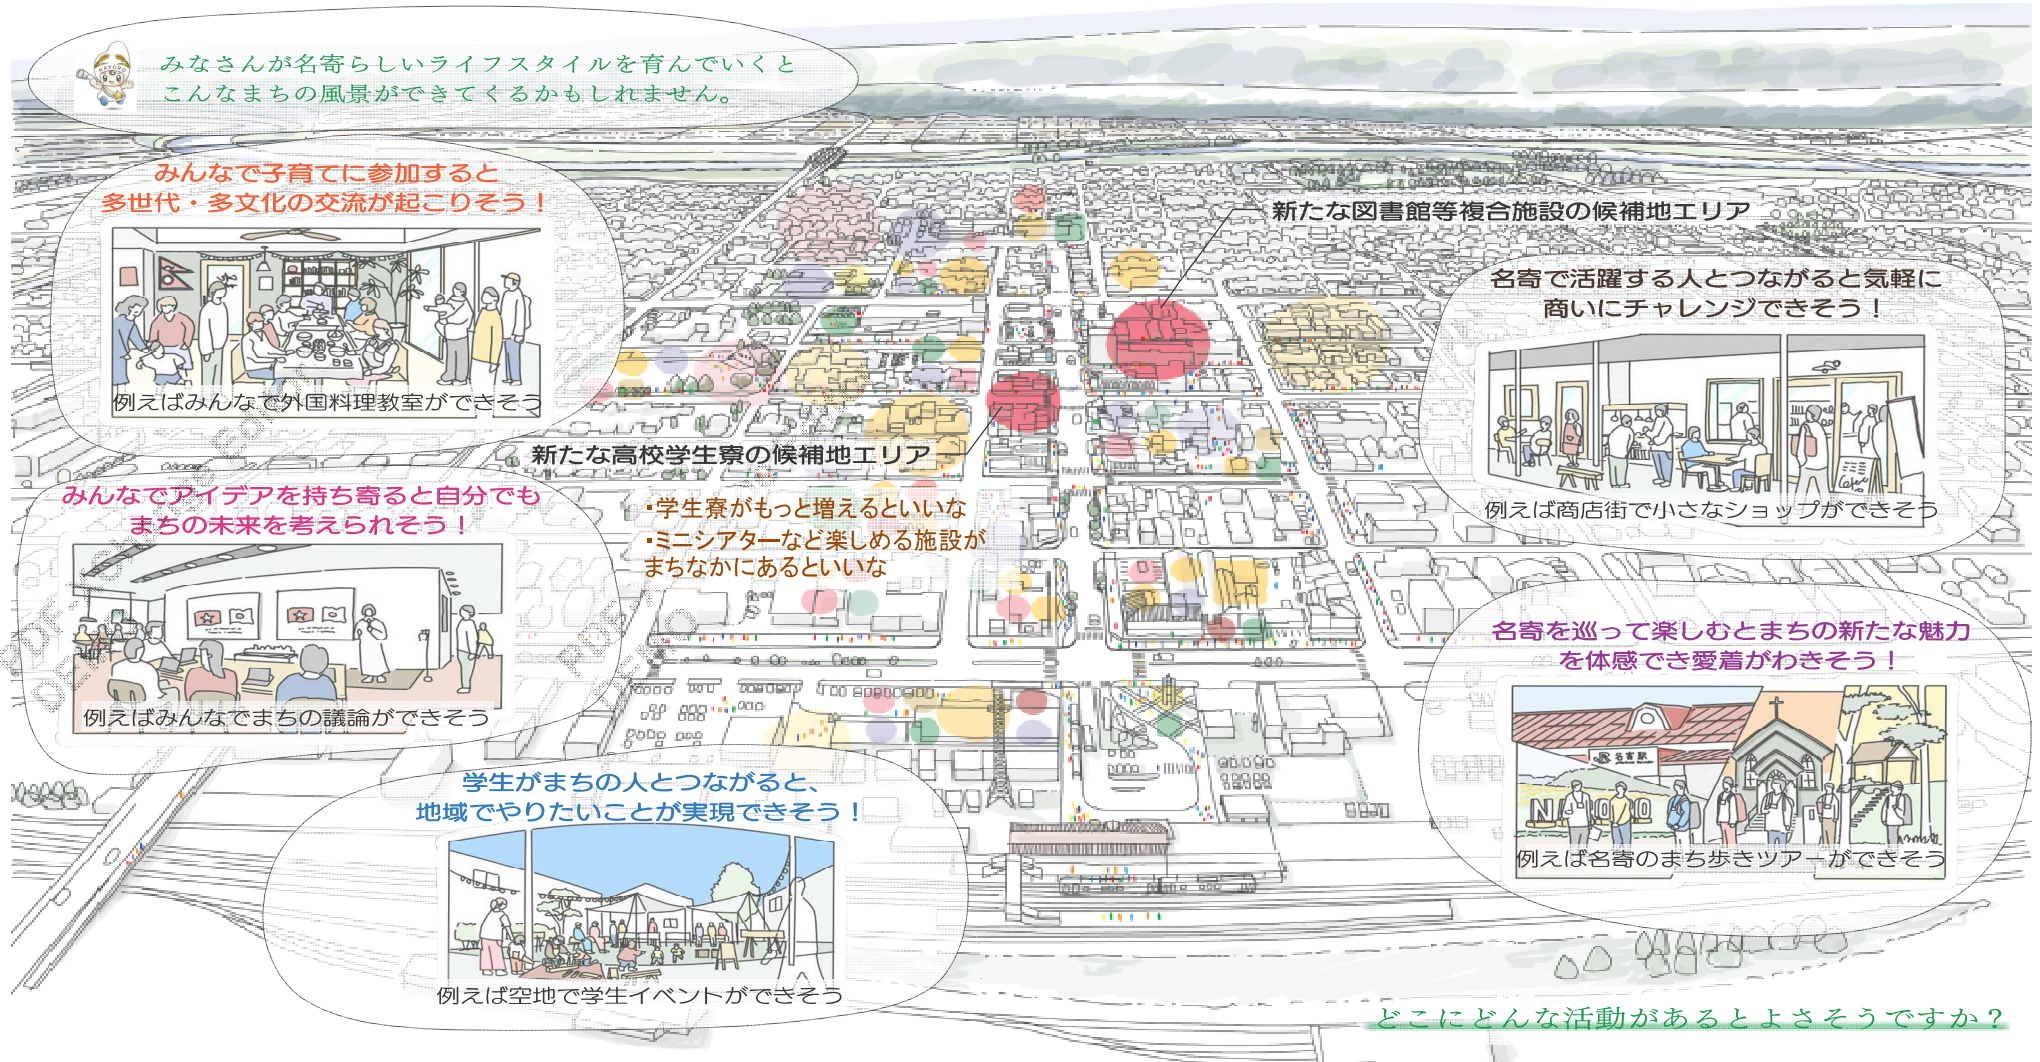 みなさんが名寄らしいライフスタイルを育んでいくと
こんなまちの風景ができてくるかもしれません。
みんなで子育てに参加すると
多世代・多文化の交流が起こりそう！
例えばみんなで外国料理教室ができそう
新たな図書館等複合施設の候補地エリア
名寄で活躍する人とつながると気軽に
商いにチャレンジできそう！
例えば商店街で小さなショップができそう
新たな高校学生寮の候補地エリア
・学生寮がもっと増えるといいな
・ミニシアターなど楽しめる施設が
まちなかにあるといいな
みんなでアイデアを持ち寄ると自分でも
まちの未来を考えられそう！
例えばみんなでまちの議論ができそう
名寄を巡って楽しむとまちの新たな魅力
を体感でき愛着がわきそう！
名寄駅
例えば名寄のまち歩きツアーができそう
学生がまちの人とつながると、
地域でやりたいことが実現できそう！
例えば空地で学生イベントができそう
どこにどんな活動があるとよさそうですか？